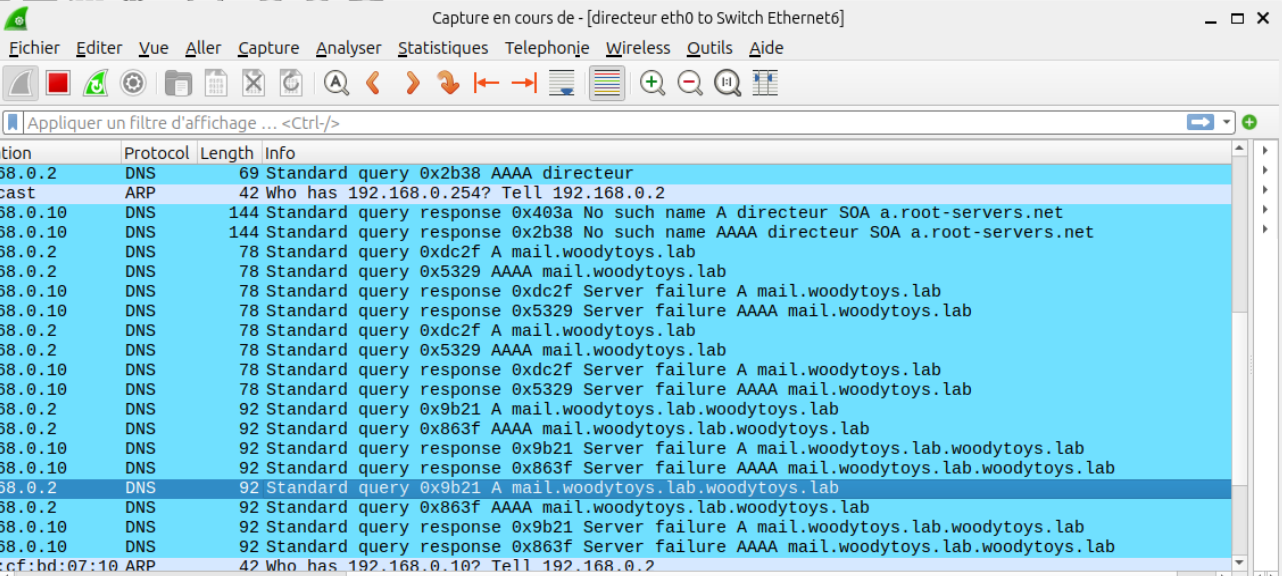 Capture en cours de - [directeur eth0 to Switch Ethernet6]
Fichier Editer Vue Aller Capture Analyser Statistiques Telephonie Wireless Outils Aide
Appliquer un filtre d'affichage … <Ctrl-/>
tion Protocol Length Info
68.0.2 DNS 69 Standard query 0x2b38 AAAA directeur
cast ARP 42 Who has 192.168.0.254? Tell 192.168.0.2
68.0.10 DNS 144 Standard query response 0x403a No such name A directeur SOA a.root-servers.net
68.0.10 DNS 144 Standard query response 0x2b38 No such name AAAA directeur SOA a.root-servers.net
68.0.2 DNS 78 Standard query 0xdc2f A mail.woodytoys.lab
68.0.2 DNS 78 Standard query 0x5329 AAAA mail.woodytoys.lab
68.0.10 DNS 78 Standard query response 0xdc2f Server failure A mail.woodytoys.lab
68.0.10 DNS 78 Standard query response 0x5329 Server failure AAAA mail.woodytoys.lab
68.0.2 DNS 78 Standard query 0xdc2f A mail.woodytoys.lab
68.0.2 DNS 78 Standard query 0x5329 AAAA mail.woodytoys.lab
68.0.10 DNS 78 Standard query response 0xdc2f Server failure A mail.woodytoys.lab
68.0.10 DNS 78 Standard query response 0x5329 Server failure AAAA mail.woodytoys.lab
68.0.2 DNS 92 Standard query 0x9b21 A mail.woodytoys.lab.woodytoys.lab
68.0.2 DNS 92 Standard query 0x863f AAAA mail.woodytoys.lab.woodytoys.lab
68.0.10 DNS 92 Standard query response 0x9b21 Server failure A mail.woodytoys.lab.woodytoys.lab
68.0.10 DNS 92 Standard query response 0x863f Server failure AAAA mail.woodytoys.lab.woodytoys.lab
68.0.2 DNS 92 Standard query 0x9b21 A mail.woodytoys.lab.woodytoys.lab
68.0.2 DNS 92 Standard query 0x863f AAAA mail.woodytoys.lab.woodytoys.lab
68.0.10 DNS 92 Standard query response 0x9b21 Server failure A mail.woodytoys.lab.woodytoys.lab
68.0.10 DNS 92 Standard query response 0x863f Server failure AAAA mail.woodytoys.lab.woodytoys.lab
:cf:bd:07:10 ARP 42 Who has 192.168.0.10? Tell 192.168.0.2